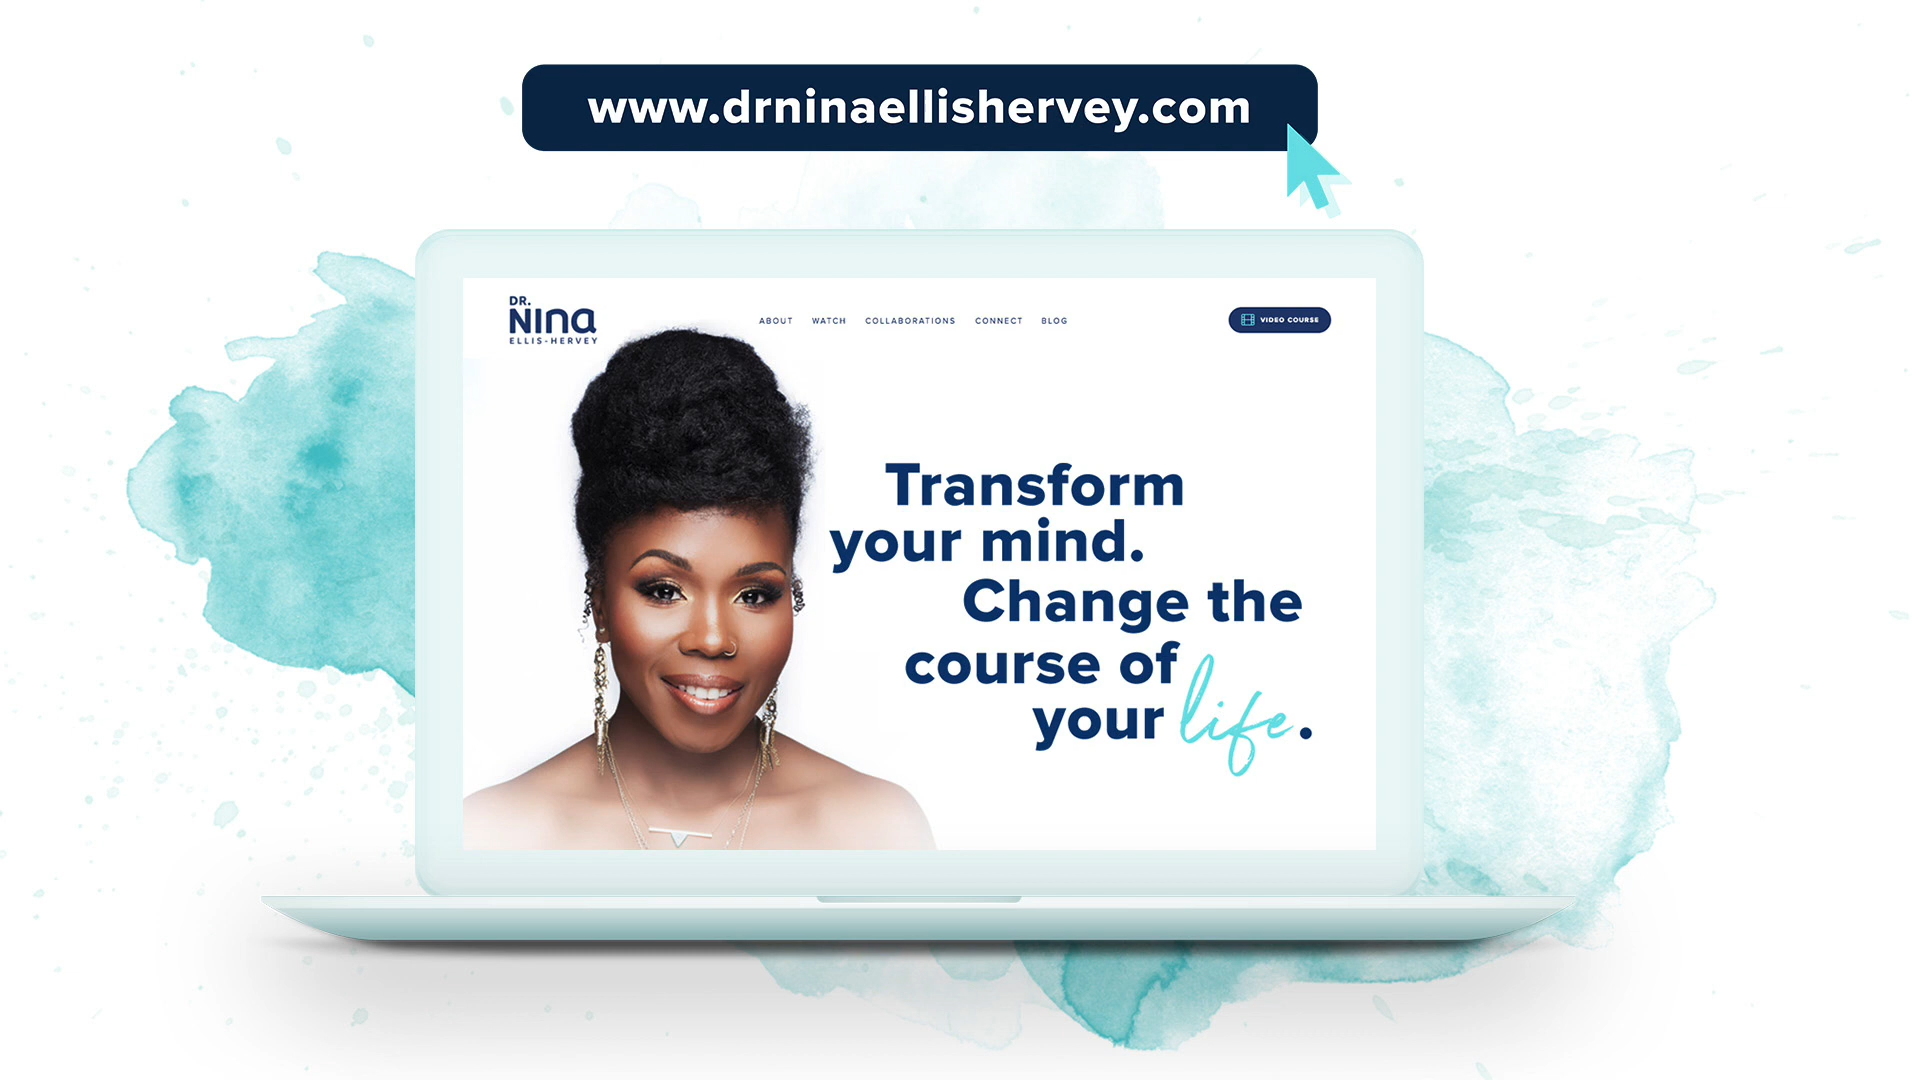 www.drninaellishervey.com
DR.
NINA
ELLIS-HERVEY
ABOUT WATCH COLLABORATIONS CONNECT BLOG
VIDEO COURSE
Transform
your mind.
Change the
course of
your life.